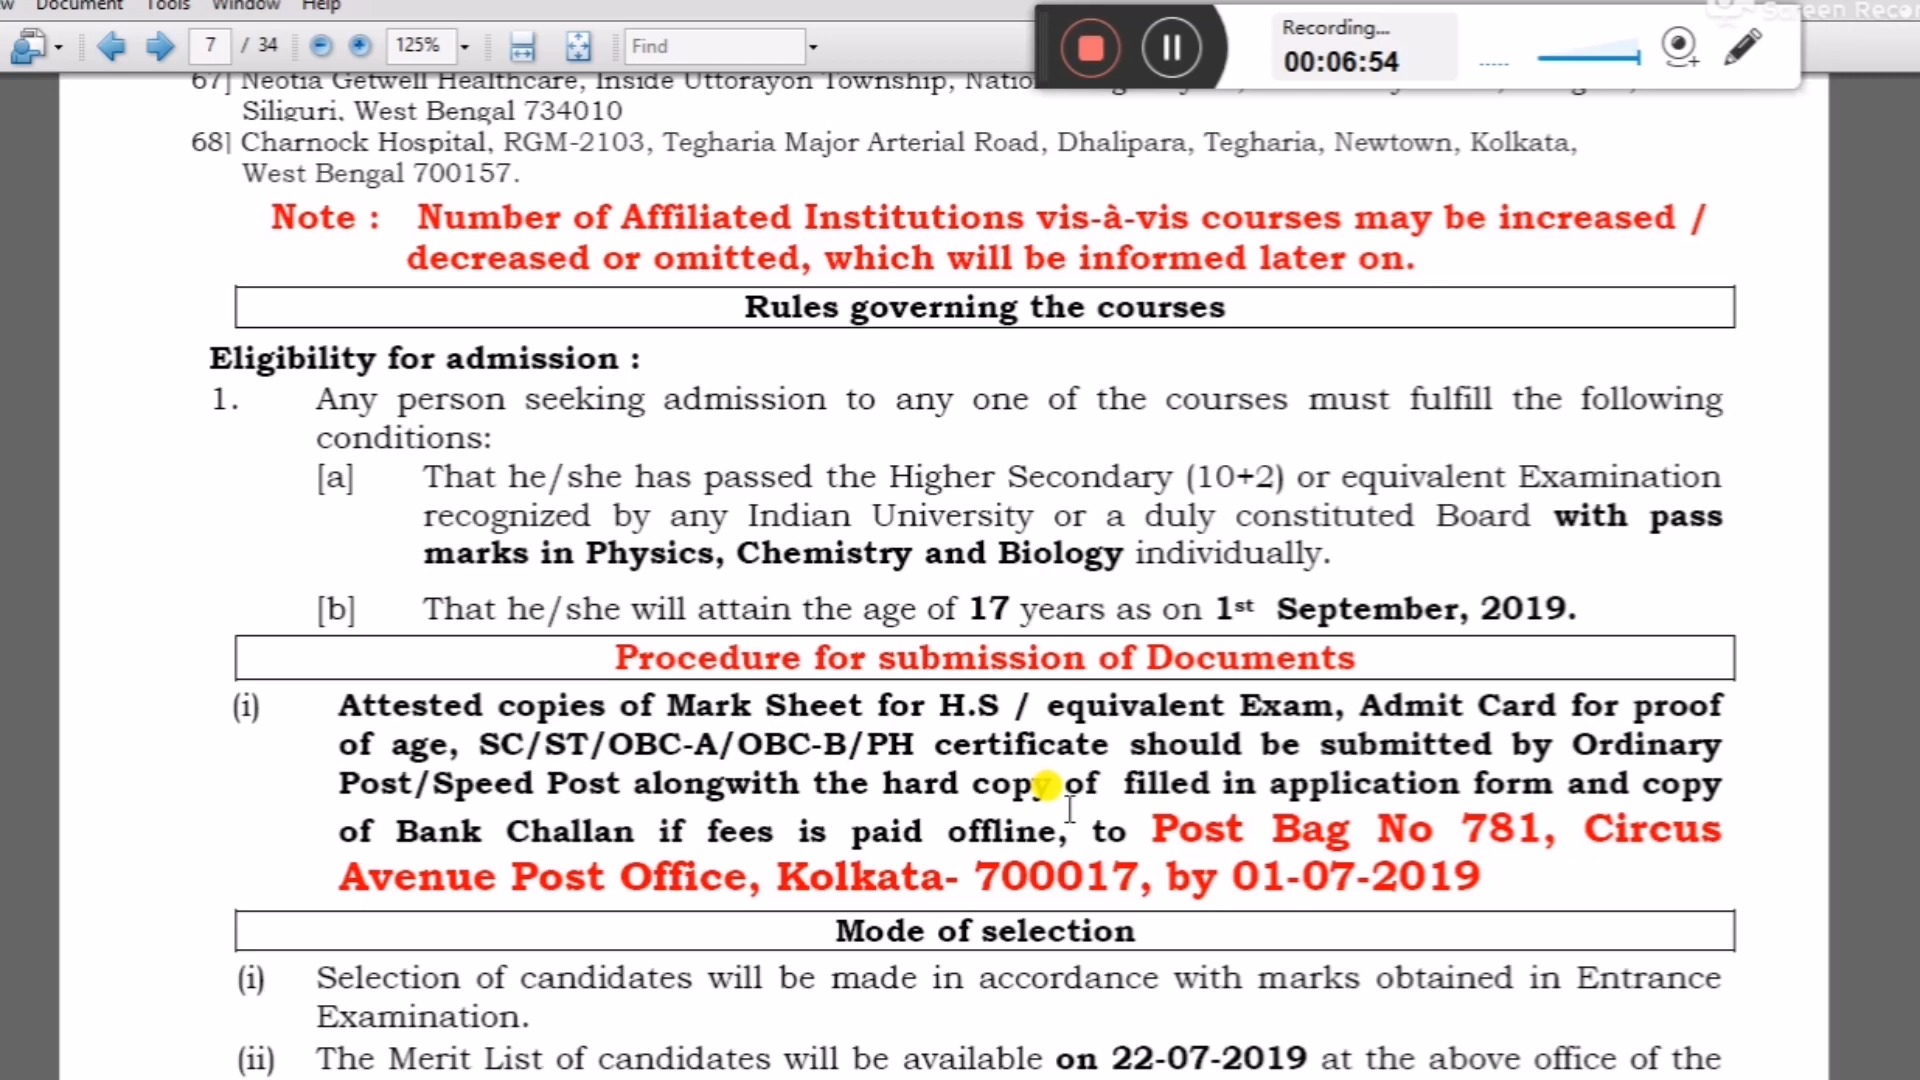 Document Tools Window Help
7 / 34 125% Find
Recording...
00:06:54
67] Neotia Getwell Healthcare, Inside Uttorayon Township,
Siliguri, West Bengal 734010
68] Charnock Hospital, RGM-2103, Tegharia Major Arterial Road, Dhalipara, Tegharia, Newtown, Kolkata,
West Bengal 700157.
Note : Number of Affiliated Institutions vis-à-vis courses may be increased /
decreased or omitted, which will be informed later on.
Rules governing the courses
Eligibility for admission :
1. Any person seeking admission to any one of the courses must fulfill the following
conditions:
[a] That he/she has passed the Higher Secondary (10+2) or equivalent Examination
recognized by any Indian University or a duly constituted Board with pass
marks in Physics, Chemistry and Biology individually.
[b] That he/she will attain the age of 17 years as on 1st September, 2019.
Procedure for submission of Documents
(i) Attested copies of Mark Sheet for H.S / equivalent Exam, Admit Card for proof
of age, SC/ST/OBC-A/OBC-B/PH certificate should be submitted by Ordinary
Post/Speed Post alongwith the hard copy of filled in application form and copy
of Bank Challan if fees is paid offline, to Post Bag No 781, Circus
Avenue Post Office, Kolkata- 700017, by 01-07-2019
Mode of selection
(i) Selection of candidates will be made in accordance with marks obtained in Entrance
Examination.
(ii) The Merit List of candidates will be available on 22-07-2019 at the above office of the